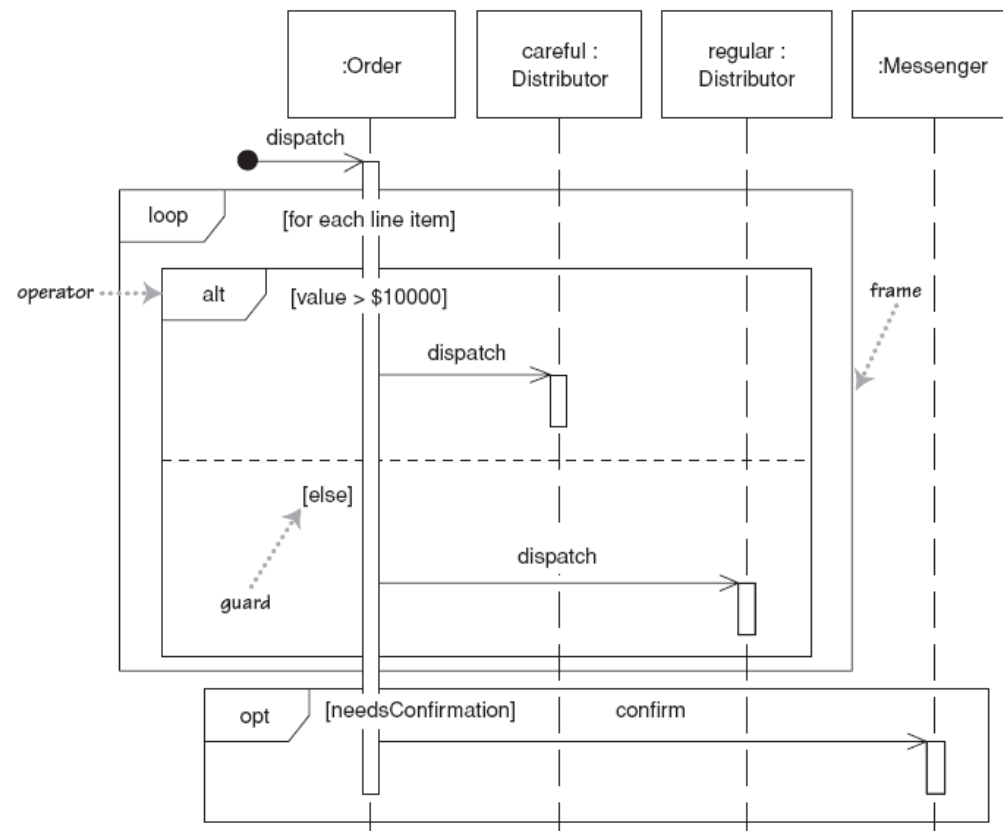 :Order
careful :
Distributor
regular :
Distributor
:Messenger
dispatch
loop
[for each line item]
operator
alt
[value > $10000]
frame
dispatch
[else]
dispatch
guard
opt
[needsConfirmation]
confirm